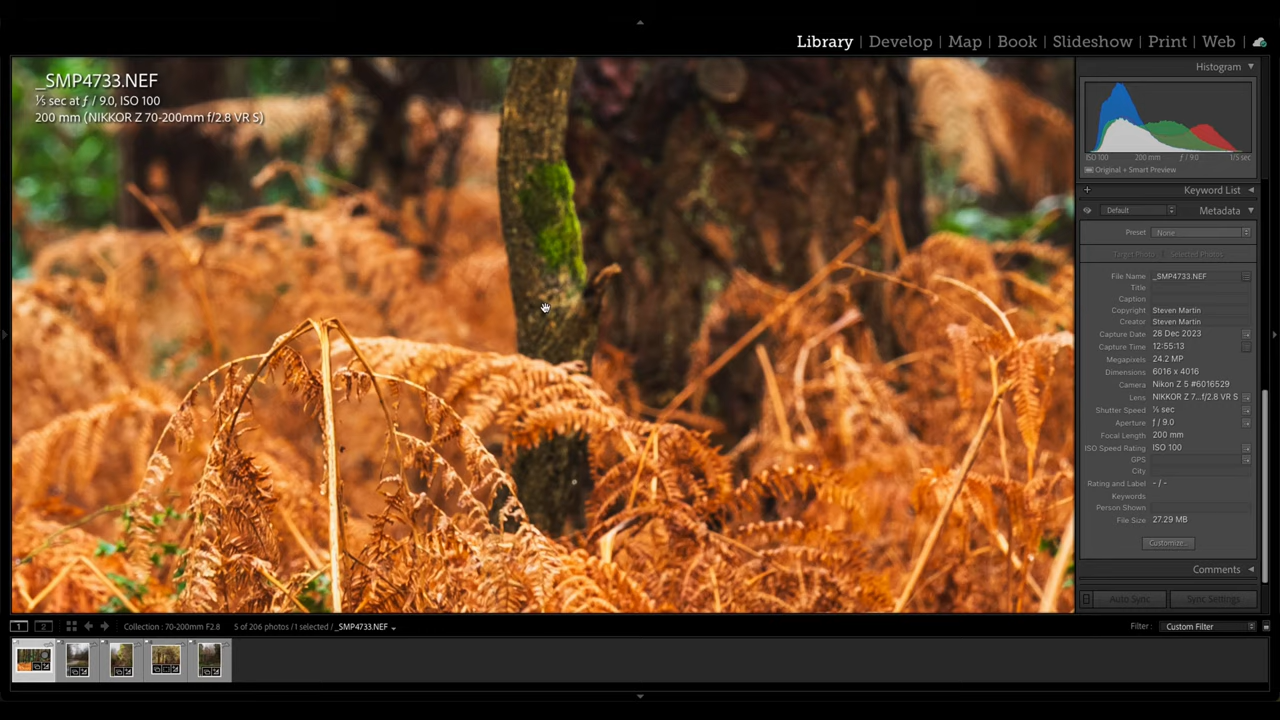 Library | Develop | Map | Book | Slideshow | Print | Web
_SMP4733.NEF
⅕ sec at ƒ / 9.0, ISO 100
200 mm (NIKKOR Z 70-200mm f/2.8 VR S)
Histogram
ISO 100 200 mm ƒ / 9.0 1/5 sec
Original + Smart Preview
Keyword List
Default Metadata
Preset None
Target Photo Selected Photos
File Name _SMP4733.NEF
Title
Caption
Copyright Steven Martin
Creator Steven Martin
Capture Date 28 Dec 2023
Capture Time 12:55:13
Megapixels 24.2 MP
Dimensions 6016 x 4016
Camera Nikon Z 5 #6016529
Lens NIKKOR Z 7...f/2.8 VR S
Shutter Speed ⅕ sec
Aperture ƒ / 9.0
Focal Length 200 mm
ISO Speed Rating ISO 100
GPS
City
Rating and Label - / -
Keywords
Person Shown
File Size 27.29 MB
Customize...
Comments
Auto Sync Sync Settings
1 2 Collection : 70-200mm F2.8 5 of 206 photos / 1 selected / _SMP4733.NEF Filter : Custom Filter